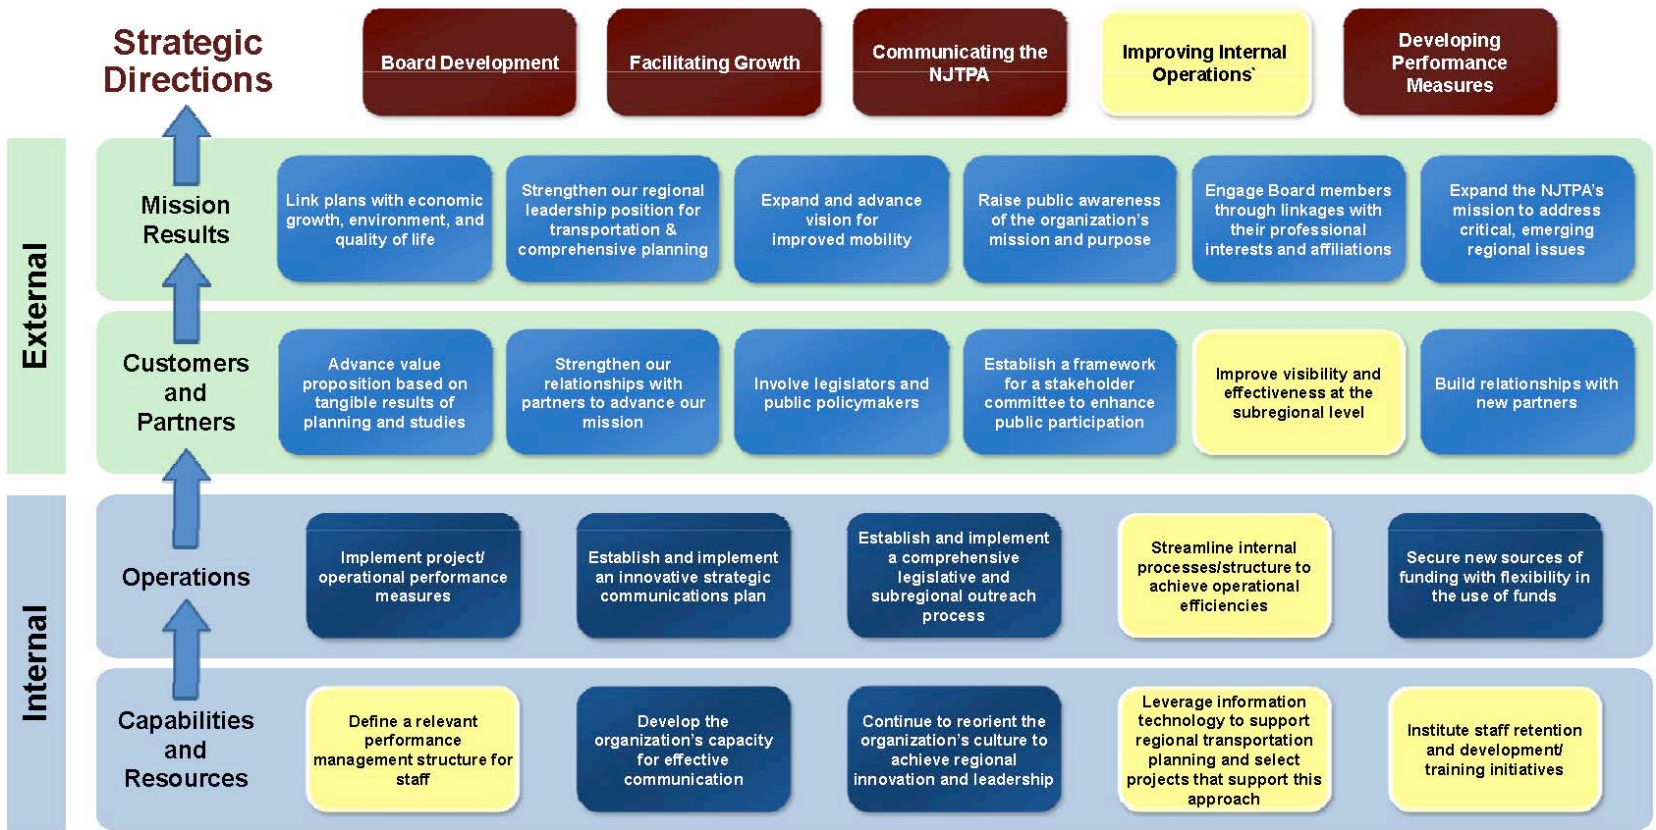 Strategic
Directions
Board Development
Facilitating Growth
Communicating the
NJTPA
Improving Internal
Operations`
Developing
Performance
Measures
External
Mission
Results
Link plans with economic
growth, environment, and
quality of life
Strengthen our regional
leadership position for
transportation &
comprehensive planning
Expand and advance
vision for
improved mobility
Raise public awareness
of the organization's
mission and purpose
Engage Board members
through linkages with
their professional
interests and affiliations
Expand the NJTPA's
mission to address
critical, emerging
regional issues
Customers
and
Partners
Advance value
proposition based on
tangible results of
planning and studies
Strengthen our
relationships with
partners to advance our
mission
Involve legislators and
public policymakers
Establish a framework
for a stakeholder
committee to enhance
public participation
Improve visibility and
effectiveness at the
subregional level
Build relationships with
new partners
Internal
Operations
Implement project/
operational performance
measures
Establish and implement
an innovative strategic
communications plan
Establish and implement
a comprehensive
legislative and
subregional outreach
process
Streamline internal
processes/structure to
achieve operational
efficiencies
Secure new sources of
funding with flexibility in
the use of funds
Capabilities
and
Resources
Define a relevant
performance
management structure for
staff
Develop the
organization's capacity
for effective
communication
Continue to reorient the
organization's culture to
achieve regional
innovation and leadership
Leverage information
technology to support
regional transportation
planning and select
projects that support this
approach
Institute staff retention
and development/
training initiatives